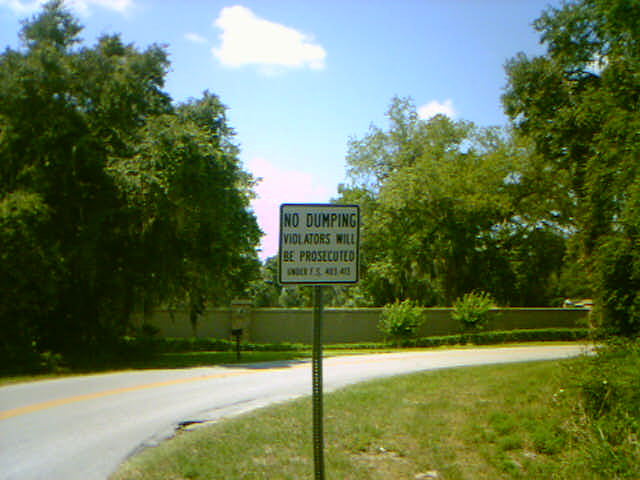 NO DUMPING
VIOLATORS WILL
BE PROSECUTED
UNDER F.S. 403.413